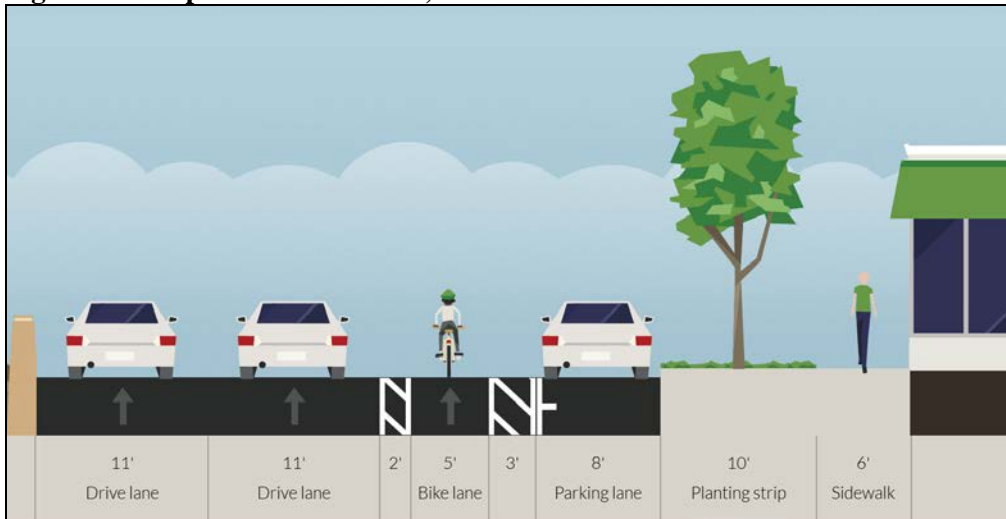 11' 11' 2' 5' 3' 8' 10' 6'
Drive lane Drive lane Bike lane Parking lane Planting strip Sidewalk